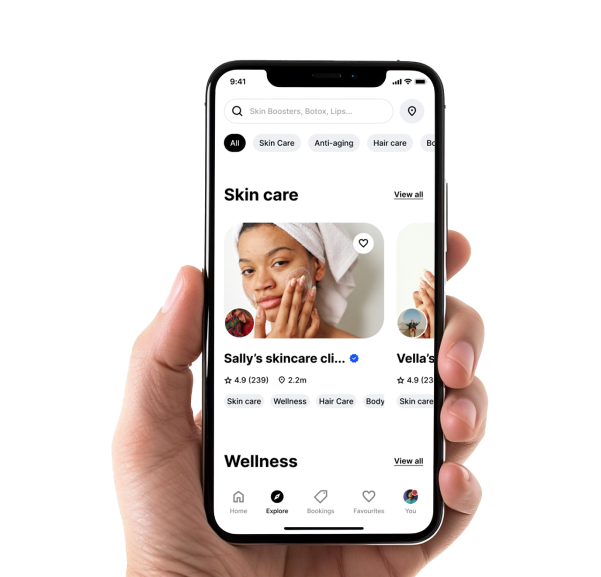 9:41
Skin Boosters, Botox, Lips...
All Skin Care Anti-aging Hair care Bo
Skin care View all
Sally's skincare cli... Vella's
4.9 (239) 2.2m 4.9 (23
Skin care Wellness Hair Care Body Skin care
Wellness View all
Home Explore Bookings Favourites You